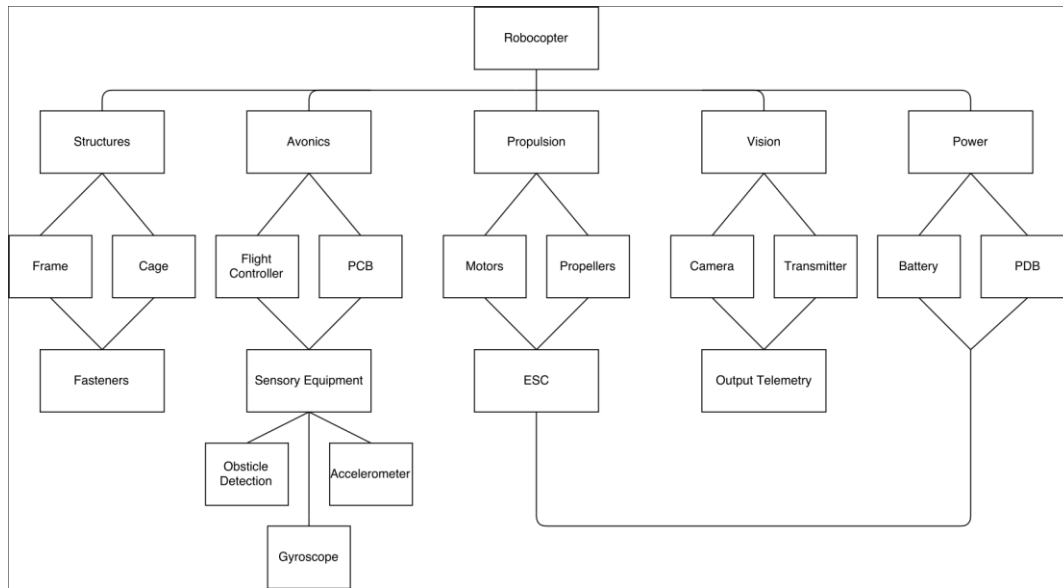 Robocopter
Structures
Avonics
Propulsion
Vision
Power
Frame
Cage
Flight
Controller
PCB
Motors
Propellers
Camera
Transmitter
Battery
PDB
Fasteners
Sensory Equipment
ESC
Output Telemetry
Obsticle
Detection
Accelerometer
Gyroscope